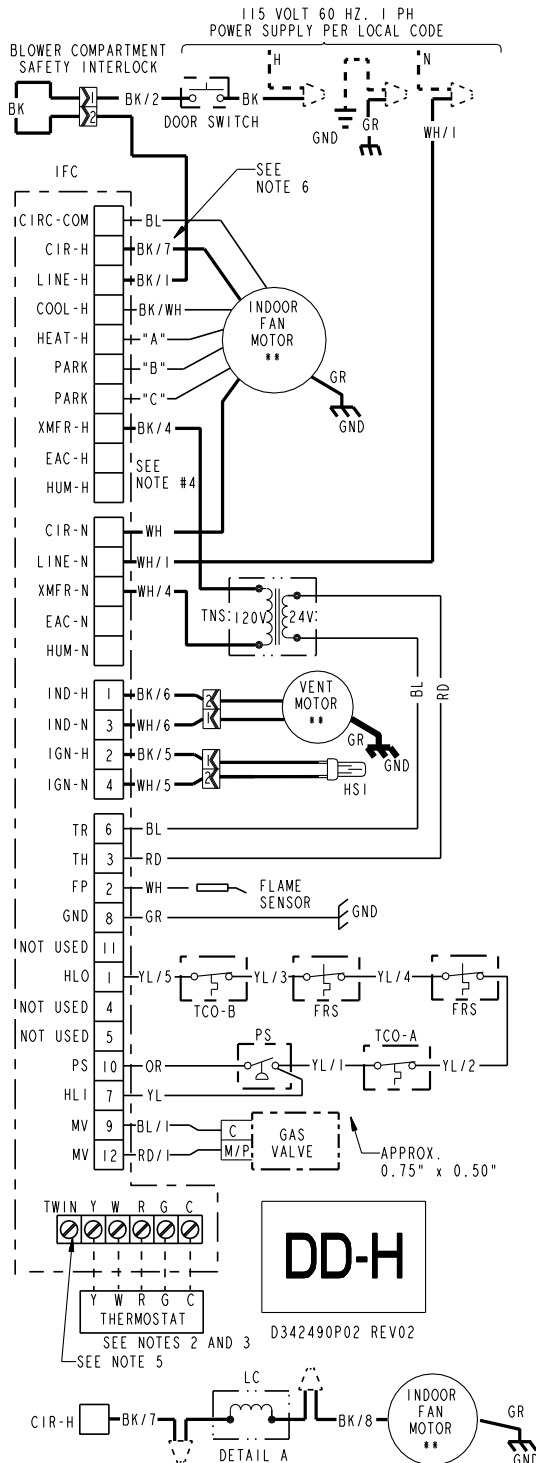 115 VOLT 60 HZ. 1 PH
POWER SUPPLY PER LOCAL CODE
BLOWER COMPARTMENT
SAFETY INTERLOCK
H
N
BK
1
2
BK/2
BK
DOOR SWITCH
GND
GR
WH/1
IFC
SEE
NOTE 6
CIRC-COM
BL
CIR-H
BK/7
LINE-H
BK/1
COOL-H
BK/WH
HEAT-H
"A"
PARK
"B"
PARK
"C"
XMFR-H
BK/4
EAC-H
HUM-H
SEE
NOTE #4
INDOOR
FAN
MOTOR
**
GR
GND
CIR-N
WH
LINE-N
WH/1
XMFR-N
WH/4
EAC-N
HUM-N
TNS
120V
24V
BL
RD
IND-H 1 BK/6
IND-N 3 WH/6
IGN-H 2 BK/5
IGN-N 4 WH/5
2
1
1
2
VENT
MOTOR
**
GR
GND
HSI
TR 6 BL
TH 3 RD
FP 2 WH
FLAME
SENSOR
GND 8 GR
GND
NOT USED 11
HLO 1 YL/5
YL/3
YL/4
TCO-B
FRS
FRS
NOT USED 4
NOT USED 5
PS
TCO-A
PS 10 OR
YL/1
YL/2
HLI 7 YL
MV 9 BL/1
C
MV 12 RD/1
M/P
GAS
VALVE
APPROX.
0.75" x 0.50"
TWIN Y W R G C
Y W R G C
THERMOSTAT
SEE NOTES 2 AND 3
SEE NOTE 5
DD-H
D342490P02 REV02
LC
CIR-H
BK/7
BK/8
DETAIL A
INDOOR
FAN
MOTOR
**
GR
GND